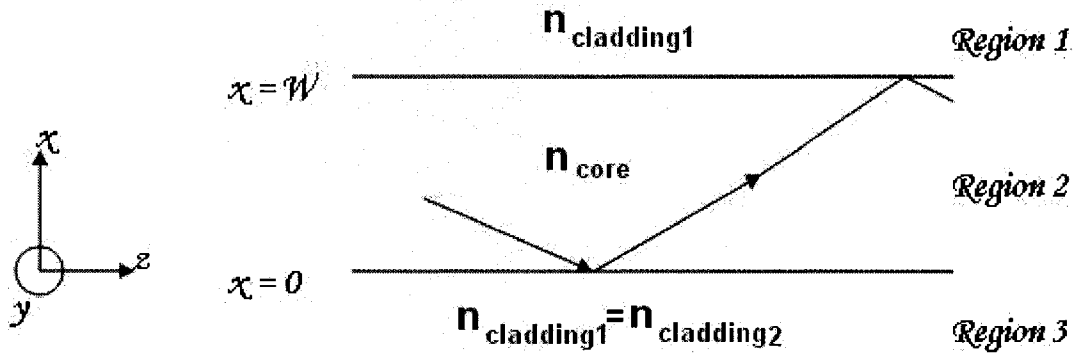 n cladding1
Region 1
x = W
x
n core
Region 2
z
x = 0
y
n cladding1 = n cladding2
Region 3